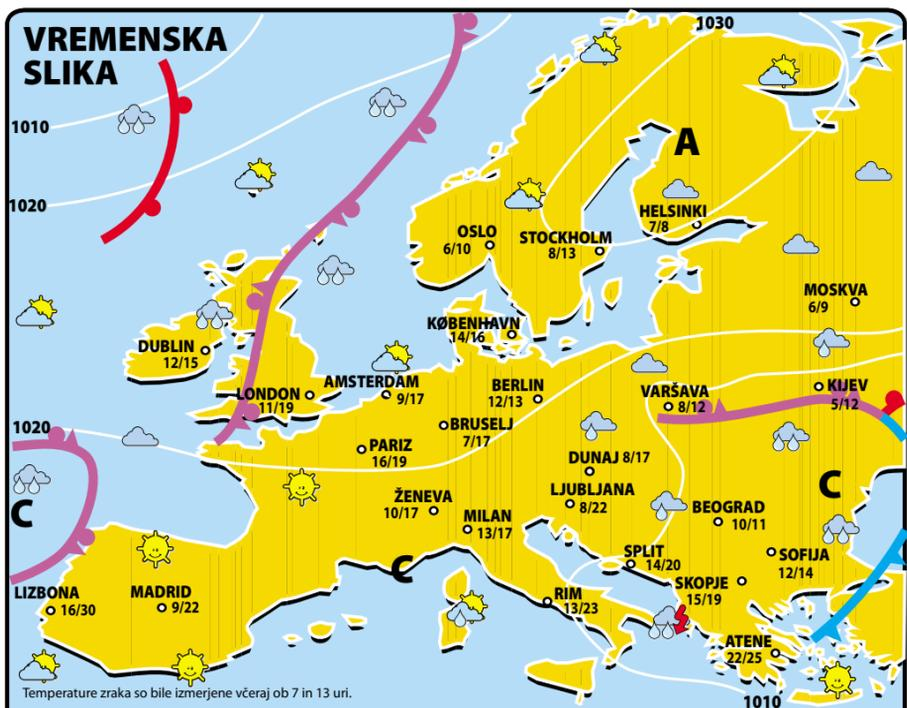 VREMENSKA
SLIKA
1030
1010
A
1020
HELSINKI
7/8
OSLO
6/10
STOCKHOLM
8/13
MOSKVA
6/9
KØBENHAVN
14/16
DUBLIN
12/15
AMSTERDAM
9/17
BERLIN
12/13
LONDON
11/19
VARŠAVA
8/12
KIJEV
5/12
1020
BRUSELJ
7/17
PARIZ
16/19
DUNAJ 8/17
C
LJUBLJANA
8/22
ŽENEVA
10/17
MILAN
13/17
BEOGRAD
10/11
C
SPLIT
14/20
SOFIJA
12/14
C
SKOPJE
15/19
LIZBONA
16/30
MADRID
9/22
RIM
13/23
ATENE
22/25
Temperature zraka so bile izmerjene včeraj ob 7 in 13 uri.
1010